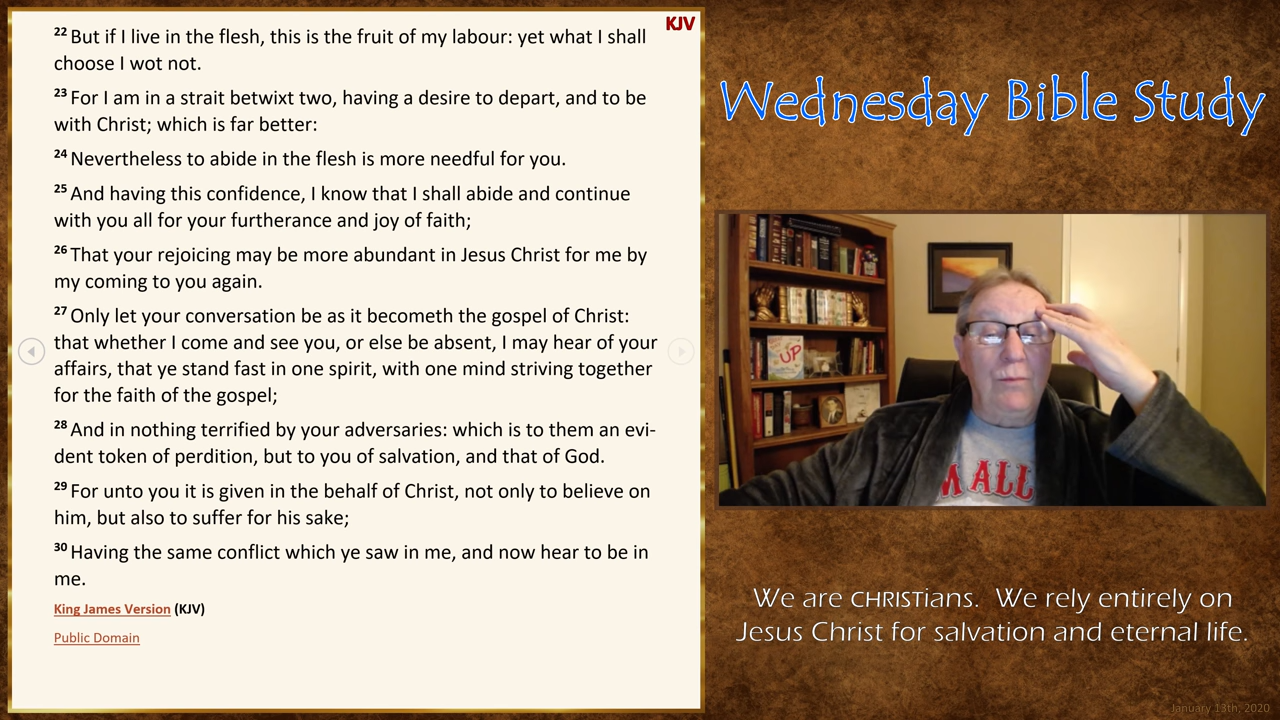 KJV
22 But if I live in the flesh, this is the fruit of my labour: yet what I shall
choose I wot not.
23 For I am in a strait betwixt two, having a desire to depart, and to be
with Christ; which is far better:
24 Nevertheless to abide in the flesh is more needful for you.
25 And having this confidence, I know that I shall abide and continue
with you all for your furtherance and joy of faith;
26 That your rejoicing may be more abundant in Jesus Christ for me by
my coming to you again.
27 Only let your conversation be as it becometh the gospel of Christ:
that whether I come and see you, or else be absent, I may hear of your
affairs, that ye stand fast in one spirit, with one mind striving together
for the faith of the gospel;
28 And in nothing terrified by your adversaries: which is to them an evi-
dent token of perdition, but to you of salvation, and that of God.
29 For unto you it is given in the behalf of Christ, not only to believe on
him, but also to suffer for his sake;
30 Having the same conflict which ye saw in me, and now hear to be in
me.
King James Version (KJV)
Public Domain
Wednesday Bible Study
UP
ALL
We are CHRISTians. We rely entirely on
Jesus Christ for salvation and eternal life.
January 13th, 2020